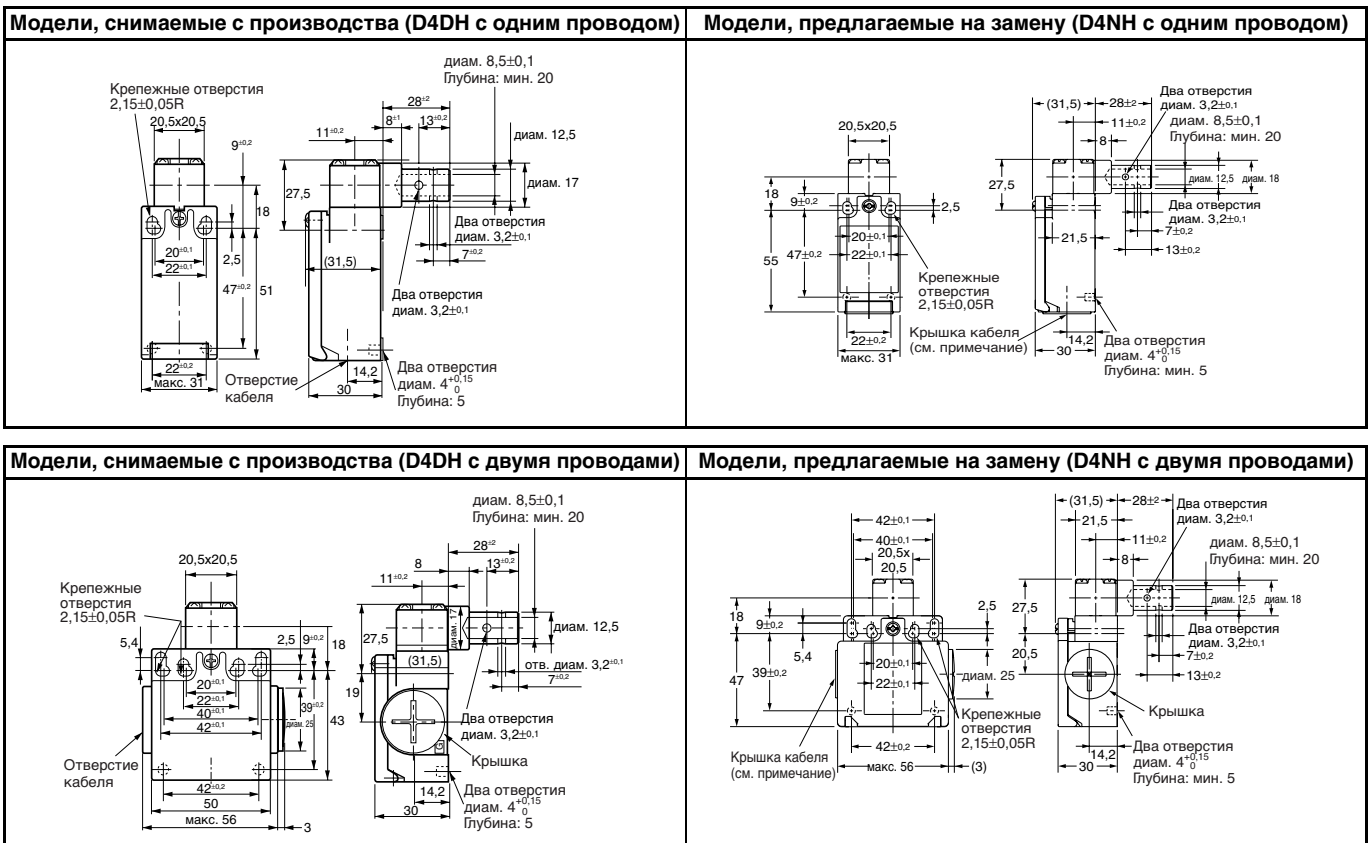 Модели, снимаемые с производства (D4DH с одним проводом)
Модели, предлагаемые на замену (D4NH с одним проводом)
диам. 8,5±0,1
Глубина: мин. 20
Крепежные отверстия
2,15±0,05R
20,5x20,5
9±0,2
18
2,5
20±0,1
22±0,1
47±0,2
51
22±0,2
макс. 31
Отверстие
кабеля
28±2
8±1
13±0,2
11±0,2
диам. 12,5
27,5
диам. 17
Два отверстия
диам. 3,2±0,1
7±0,2
(31,5)
Два отверстия
диам. 3,2±0,1
14,2
30
Два отверстия
диам. 4 +0,15 0
Глубина: 5
20,5x20,5
18
9±0,2
2,5
20±0,1
55
47±0,2
22±0,1
Крепежные
отверстия
2,15±0,05R
Крышка кабеля
(см. примечание)
22±0,2
макс. 31
Два отверстия
диам. 3,2±0,1
(31,5)
28±2
диам. 8,5±0,1
11±0,2
Глубина: мин. 20
8
27,5
диам. 12,5
диам. 18
Два отверстия
диам. 3,2±0,1
7±0,2
21,5
13±0,2
14,2
30
Два отверстия
диам. 4 +0,15 0
Глубина: мин. 5
Модели, снимаемые с производства (D4DH с двумя проводами)
Модели, предлагаемые на замену (D4NH с двумя проводами)
диам. 8,5±0,1
Глубина: мин. 20
20,5x20,5
Крепежные
отверстия
2,15±0,05R
5,4
2,5
9±0,2
18
20±0,1
22±0,1
40±0,1
42±0,1
диам. 25
39±0,2
43
Отверстие
кабеля
42±0,2
50
макс. 56
3
28±2
8
13±0,2
11±0,2
диам. 17
диам. 12,5
27,5
(31,5)
отв. диам. 3,2±0,1
7±0,2
19
Два отверстия
диам. 3,2±0,1
G
Крышка
14,2
30
Два отверстия
диам. 4 +0,15 0
Глубина: 5
42±0,1
40±0,1
20,5x
20,5
18
9±0,2
2,5
5,4
47
39±0,2
20±0,1
22±0,1
диам. 25
Крепежные
отверстия
2,15±0,05R
42±0,2
Крышка кабеля
(см. примечание)
макс. 56
(3)
(31,5)
28±2
Два отверстия
диам. 3,2±0,1
21,5
11±0,2
диам. 8,5±0,1
8
Глубина: мин. 20
27,5
диам. 12,5
диам. 18
Два отверстия
диам. 3,2±0,1
20,5
7±0,2
13±0,2
Крышка
14,2
30
Два отверстия
диам. 4 +0,15 0
Глубина: мин. 5